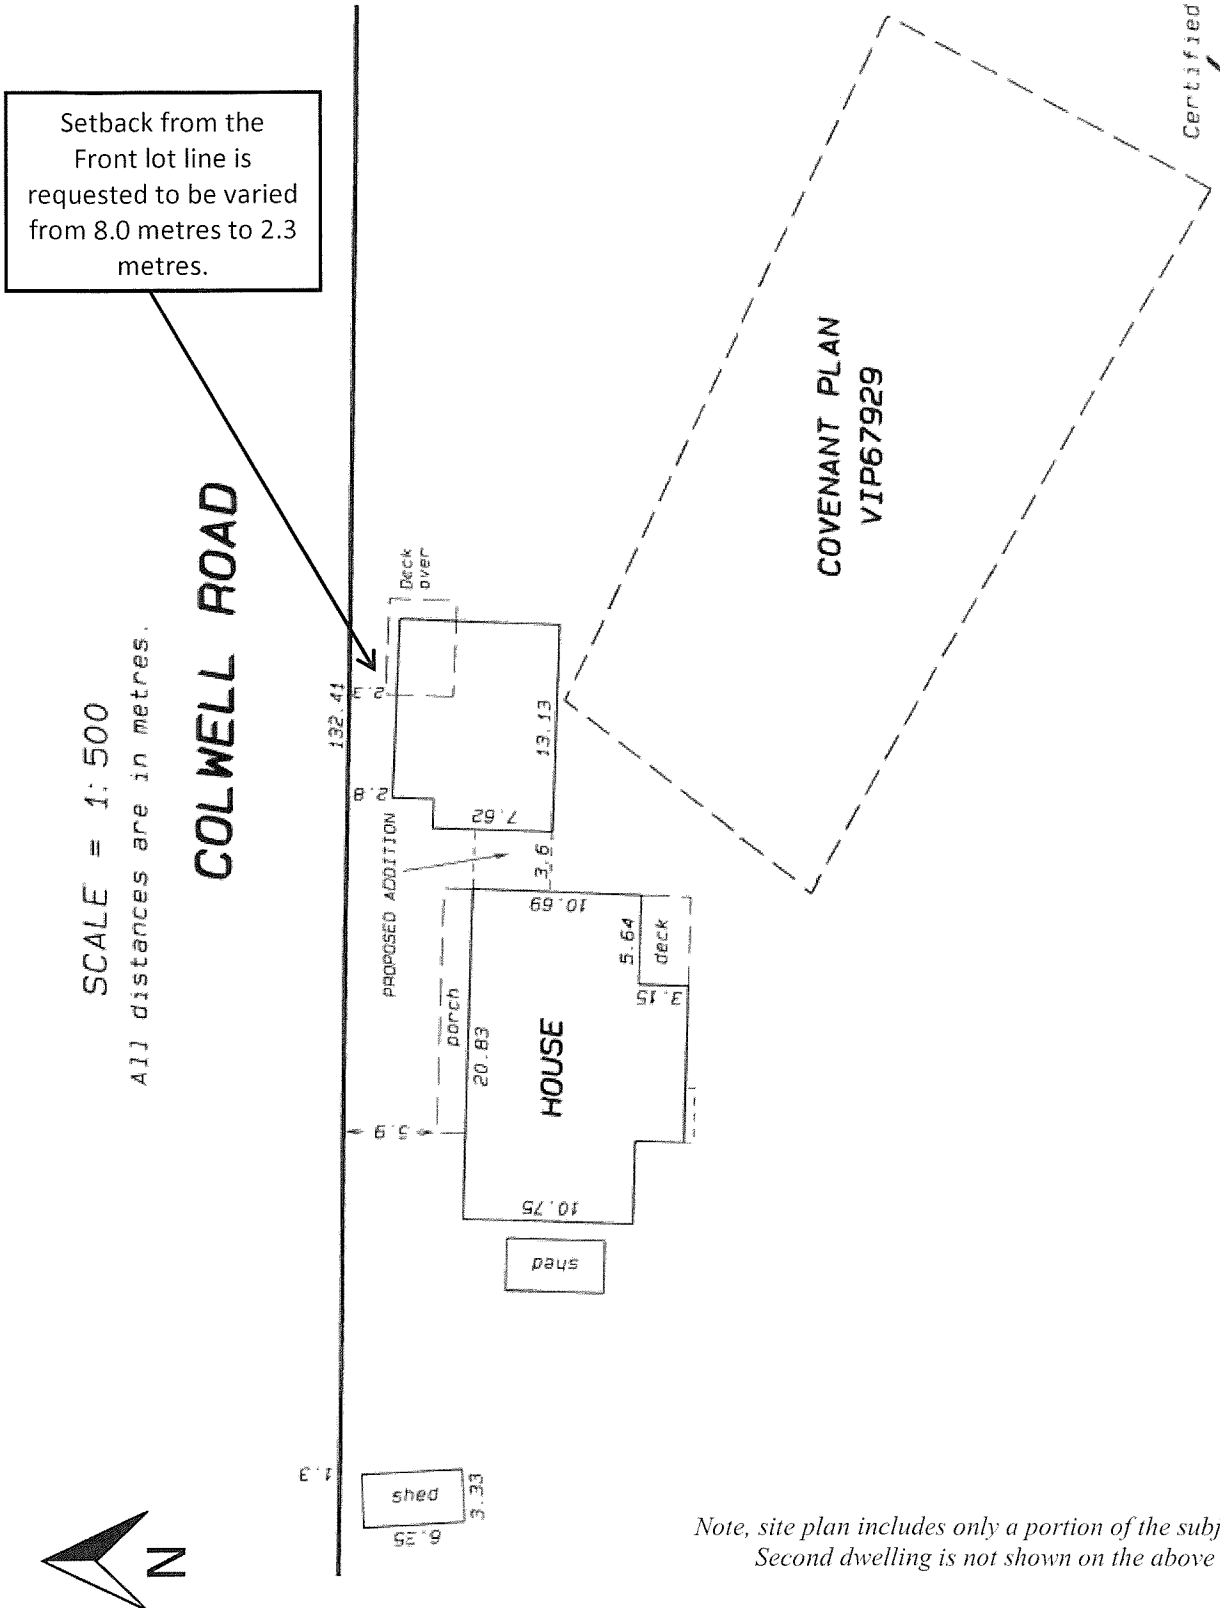 Setback from the
Front lot line is
requested to be varied
from 8.0 metres to 2.3
metres.
SCALE = 1:500
All distances are in metres.
COLWELL ROAD
132.41
2.3
2.8
Deck
over
13.13
7.62
PROPOSED ADDITION
3.6
10.69
5.64
deck
3.15
porch
20.83
HOUSE
10.75
shed
1.3
shed
6.25
3.33
COVENANT PLAN
VIP67929
Certified
N
Note, site plan includes only a portion of the subj
Second dwelling is not shown on the above